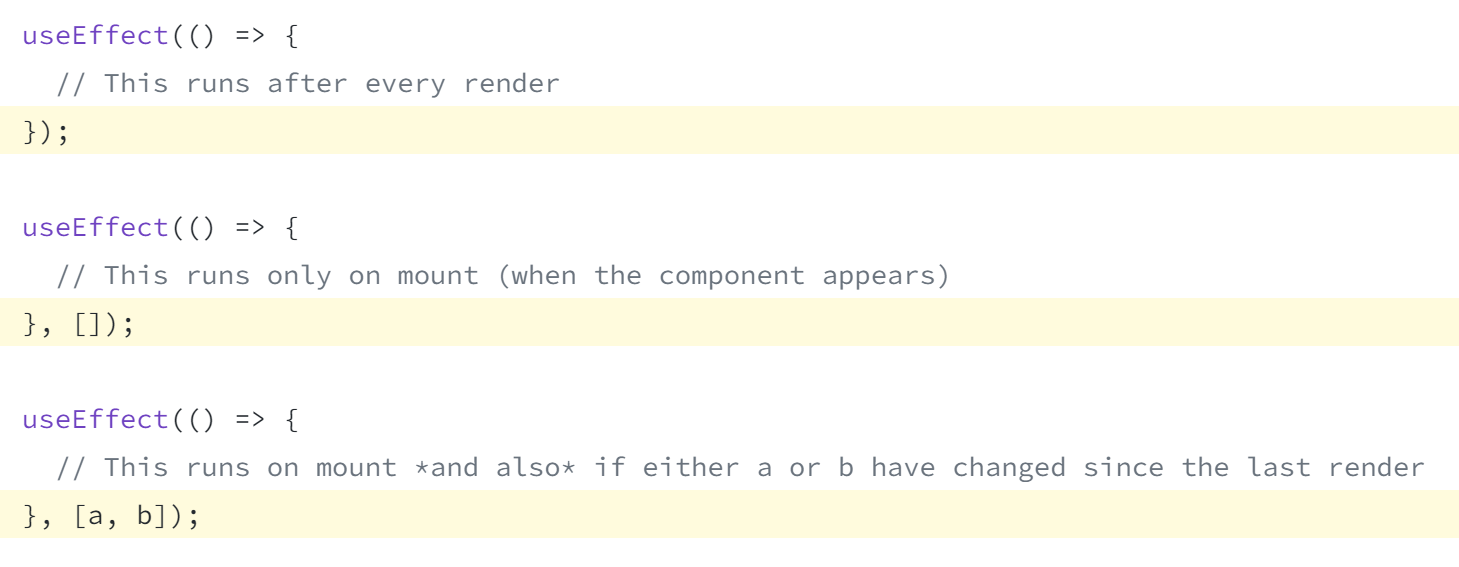 useEffect(() => {
  // This runs after every render
});
useEffect(() => {
  // This runs only on mount (when the component appears)
}, []);
useEffect(() => {
  // This runs on mount *and also* if either a or b have changed since the last render
}, [a, b]);